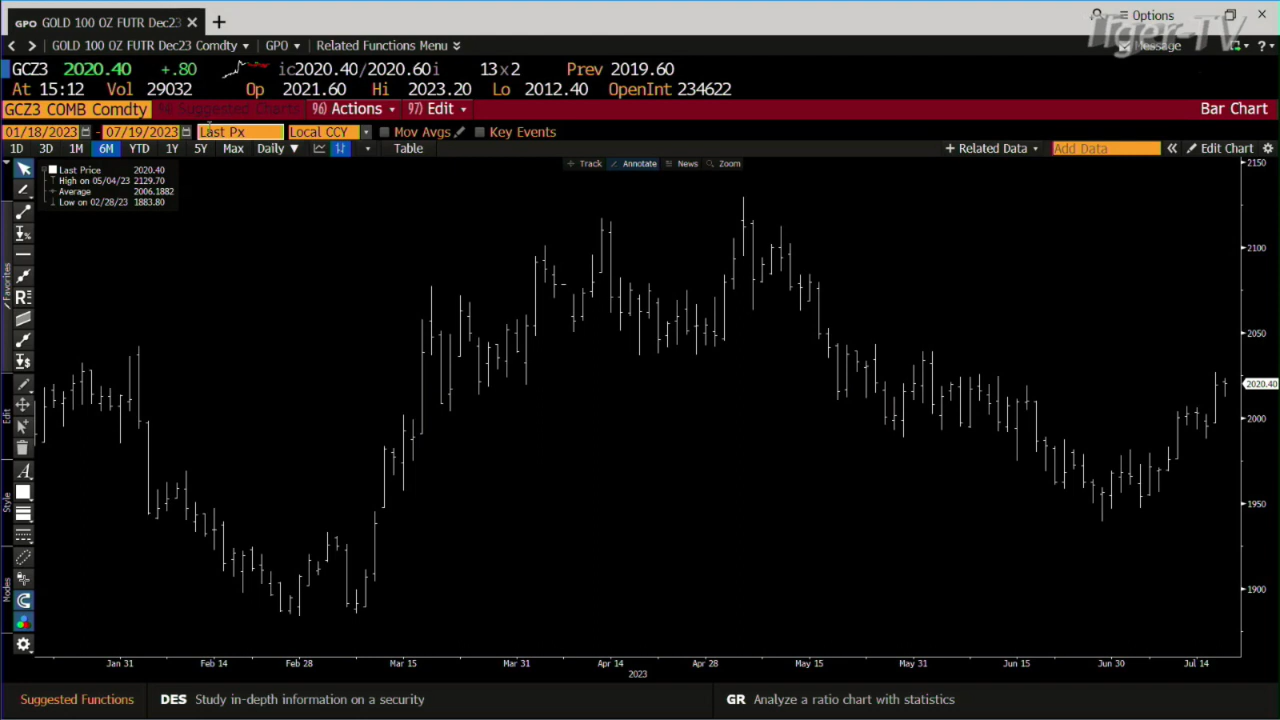 GPO GOLD 100 OZ FUTR Dec23
Options
Tiger-TV
GOLD 100 OZ FUTR Dec23 Comdty GPO Related Functions Menu
Message
GCZ3 2020.40 +.80 ic2020.40/2020.60i 13x2 Prev 2019.60
At 15:12 Vol 29032 Op 2021.60 Hi 2023.20 Lo 2012.40 OpenInt 234622
GCZ3 COMB Comdty 96) Suggested Charts 96) Actions 97) Edit Bar Chart
01/18/2023 - 07/19/2023 Last Px Local CCY Mov Avgs Key Events
1D 3D 1M 6M YTD 1Y 5Y Max Daily Table + Related Data Add Data Edit Chart
Track Annotate News Zoom
Last Price 2020.40
High on 05/04/23 2129.70
Average 2006.1882
Low on 02/28/23 1883.80
Favorites
Edit
Style
Modes
2150
2100
2050
2020.40
2000
1950
1900
Jan 31 Feb 14 Feb 28 Mar 15 Mar 31 Apr 14 Apr 28 May 15 May 31 Jun 15 Jun 30 Jul 14
2023
Suggested Functions DES Study in-depth information on a security GR Analyze a ratio chart with statistics